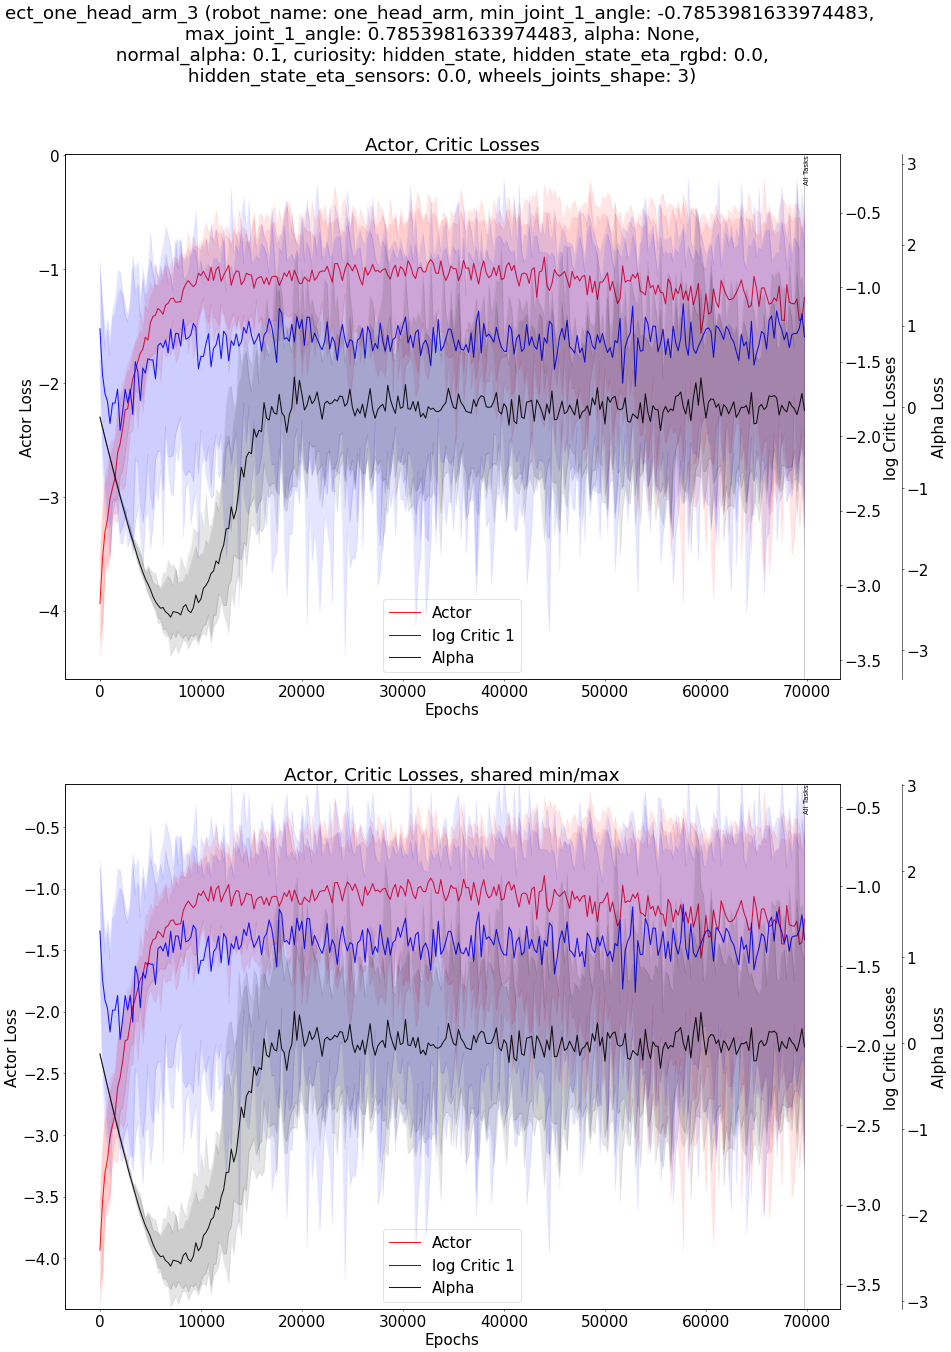 ect_one_head_arm_3 (robot_name: one_head_arm, min_joint_1_angle: -0.7853981633974483,
max_joint_1_angle: 0.7853981633974483, alpha: None,
normal_alpha: 0.1, curiosity: hidden_state, hidden_state_eta_rgbd: 0.0,
hidden_state_eta_sensors: 0.0, wheels_joints_shape: 3)
Actor, Critic Losses
All Tasks
0
−1
−2
−3
−4
Actor Loss
−0.5
−1.0
−1.5
−2.0
−2.5
−3.0
−3.5
log Critic Losses
3
2
1
0
−1
−2
−3
Alpha Loss
Actor
log Critic 1
Alpha
0 10000 20000 30000 40000 50000 60000 70000
Epochs
Actor, Critic Losses, shared min/max
All Tasks
−0.5
−1.0
−1.5
−2.0
−2.5
−3.0
−3.5
−4.0
Actor Loss
−0.5
−1.0
−1.5
−2.0
−2.5
−3.0
−3.5
log Critic Losses
3
2
1
0
−1
−2
−3
Alpha Loss
Actor
log Critic 1
Alpha
0 10000 20000 30000 40000 50000 60000 70000
Epochs